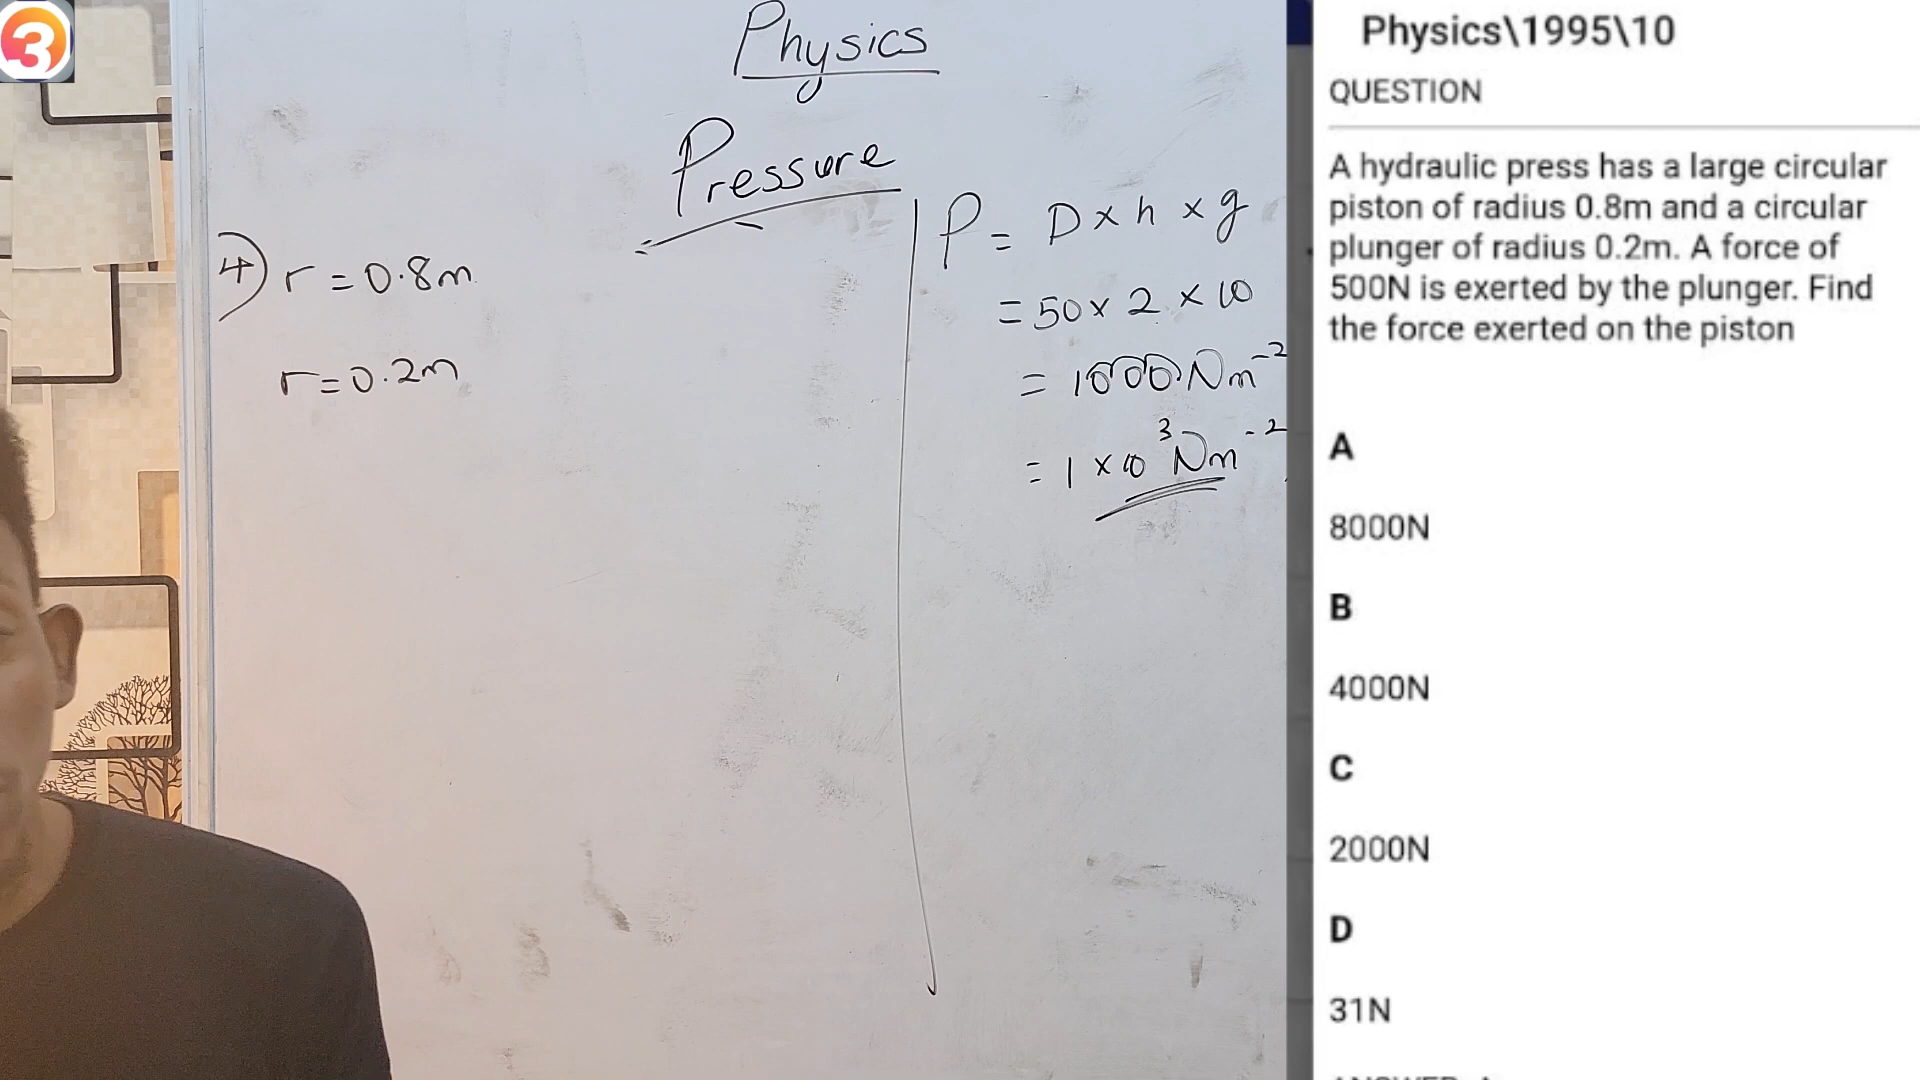 3
Physics
Pressure
4) r = 0.8m
r = 0.2m
P = D x h x g
= 50 x 2 x 10
= 1000 Nm⁻²
= 1 x 10³ Nm⁻²
Physics\1995\10
QUESTION
A hydraulic press has a large circular
piston of radius 0.8m and a circular
plunger of radius 0.2m. A force of
500N is exerted by the plunger. Find
the force exerted on the piston
A
8000N
B
4000N
C
2000N
D
31N